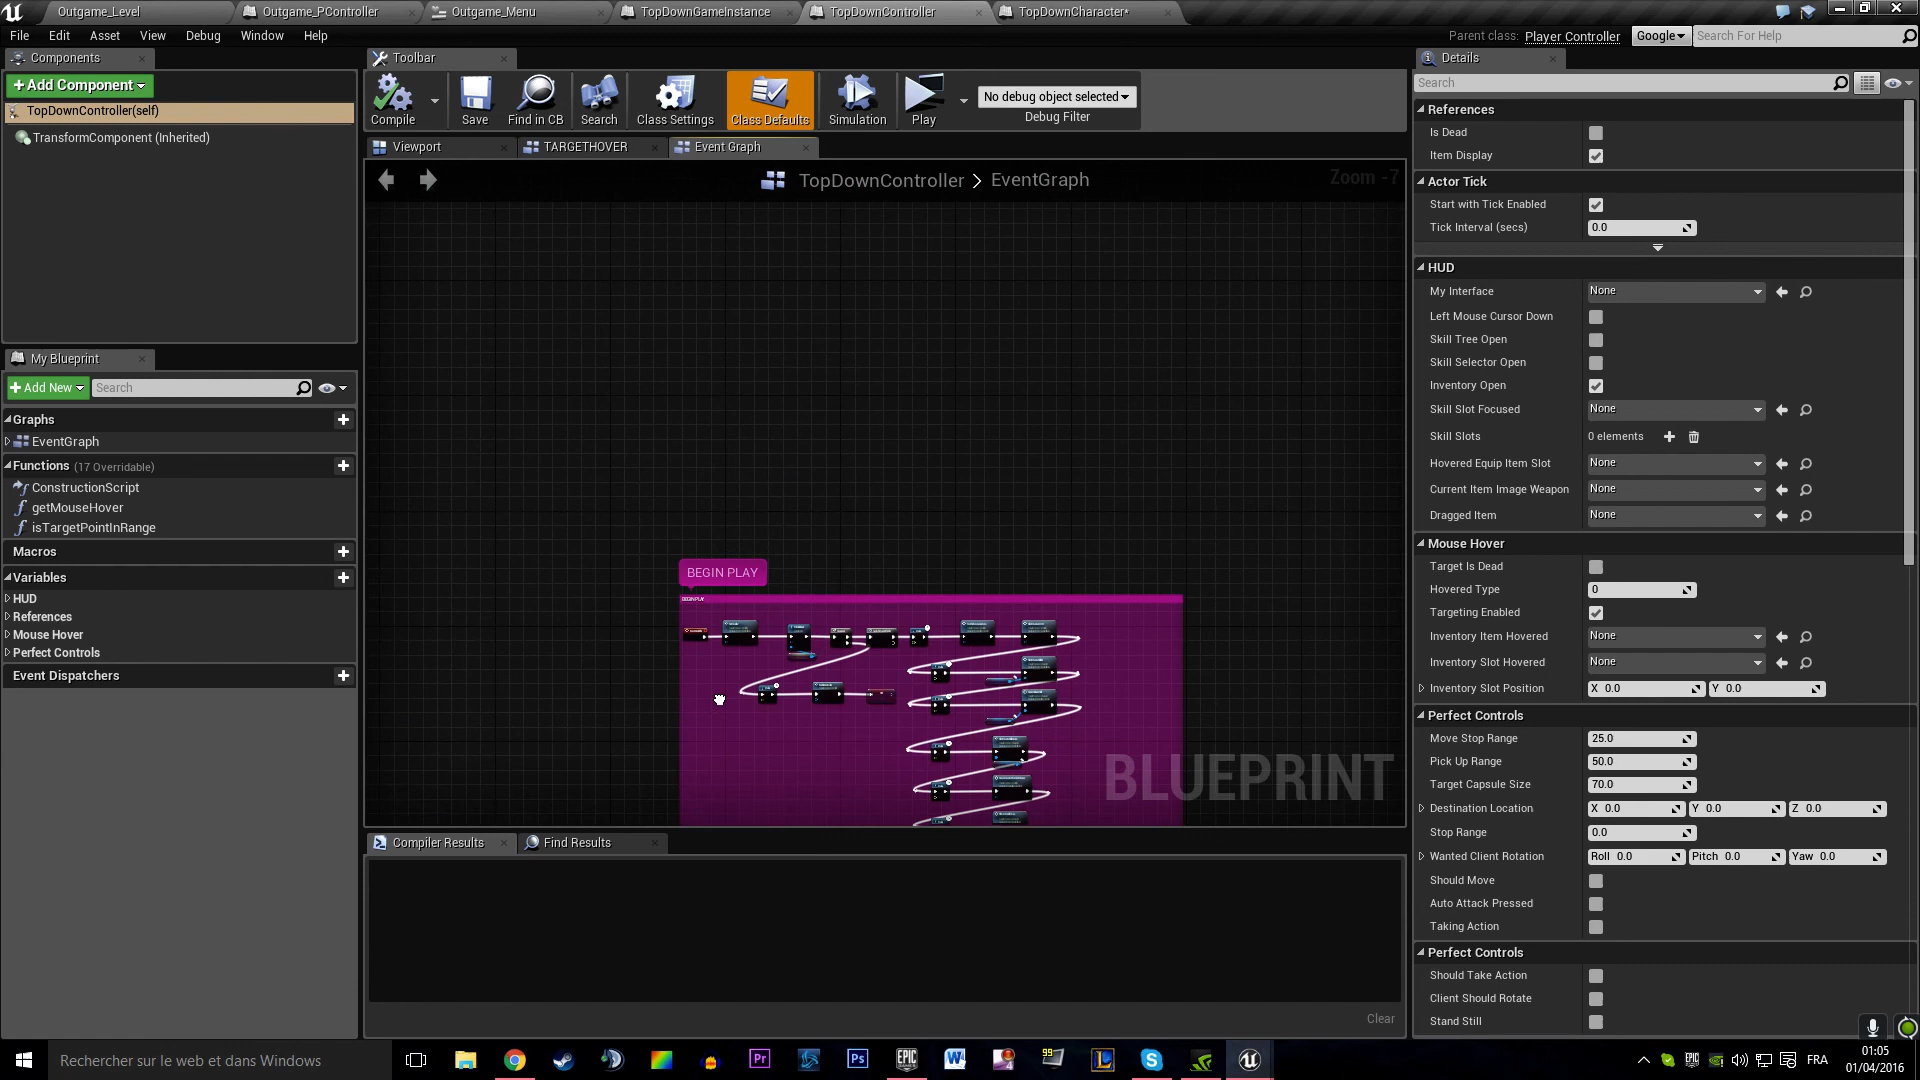 Outgame_Level
Outgame_PController
Outgame_Menu
TopDownGameInstance
TopDownController
TopDownCharacter*
File Edit Asset View Debug Window Help
Parent class: Player Controller
Google
Search For Help
Components
Add Component
TopDownController(self)
TransformComponent (Inherited)
My Blueprint
Add New
Search
Graphs
EventGraph
Functions (17 Overridable)
ConstructionScript
getMouseHover
isTargetPointInRange
Macros
Variables
HUD
References
Mouse Hover
Perfect Controls
Event Dispatchers
Toolbar
Compile
Save
Find in CB
Search
Class Settings
Class Defaults
Simulation
Play
No debug object selected
Debug Filter
Viewport
TARGETHOVER
Event Graph
TopDownController > EventGraph
Zoom -7
BEGIN PLAY
BEGIN PLAY
BLUEPRINT
Compiler Results
Find Results
Clear
Details
Search
References
Is Dead
Item Display
Actor Tick
Start with Tick Enabled
Tick Interval (secs) 0.0
HUD
My Interface None
Left Mouse Cursor Down
Skill Tree Open
Skill Selector Open
Inventory Open
Skill Slot Focused None
Skill Slots 0 elements
Hovered Equip Item Slot None
Current Item Image Weapon None
Dragged Item None
Mouse Hover
Target Is Dead
Hovered Type 0
Targeting Enabled
Inventory Item Hovered None
Inventory Slot Hovered None
Inventory Slot Position X 0.0 Y 0.0
Perfect Controls
Move Stop Range 25.0
Pick Up Range 50.0
Target Capsule Size 70.0
Destination Location X 0.0 Y 0.0 Z 0.0
Stop Range 0.0
Wanted Client Rotation Roll 0.0 Pitch 0.0 Yaw 0.0
Should Move
Auto Attack Pressed
Taking Action
Perfect Controls
Should Take Action
Client Should Rotate
Stand Still
Rechercher sur le web et dans Windows
Pr
Ps
EPIC
GAMES
99
EPIC
FRA
01:05
01/04/2016